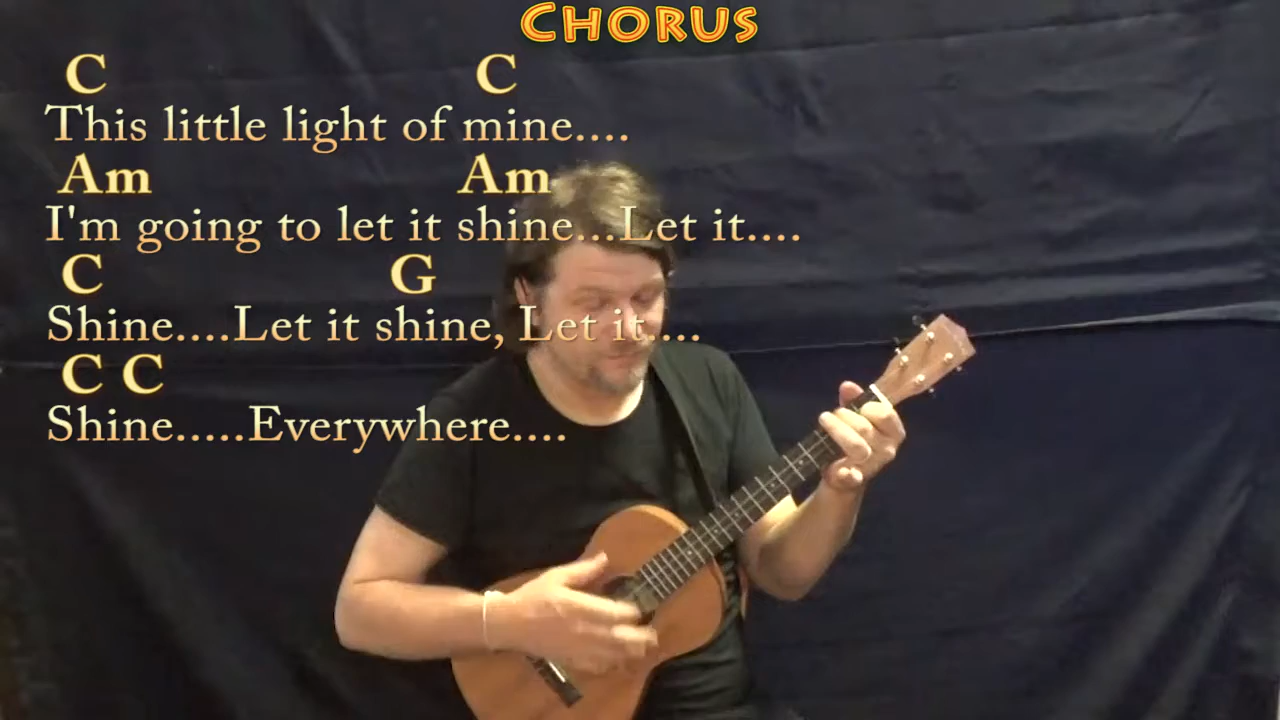 CHORUS
C C
This little light of mine....
Am Am
I'm going to let it shine...Let it....
C G
Shine....Let it shine, Let it....
C C
Shine.....Everywhere....